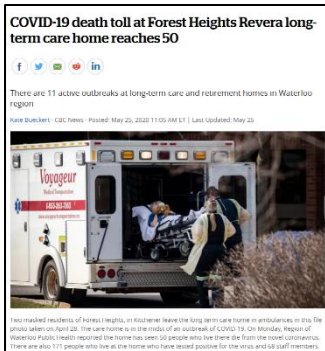 COVID-19 death toll at Forest Heights Revera long-
term care home reaches 50
f
in
There are 11 active outbreaks at long-term care and retirement homes in Waterloo
region
Kate Bueckert · CBC News · Posted: May 25, 2020 11:05 AM ET | Last Updated: May 25
Voyageur
Medical Transportation
Two masked residents of Forest Heights, in Kitchener leave the long term care home in ambulances in this file
photo taken on April 28. The care home is in the midst of an outbreak of COVID-19. On Monday, Region of
Waterloo Public Health reported the home has seen 50 people who live there die from the novel coronavirus.
There are also 171 people who live at the home who have tested positive for the virus and 68 staff members.